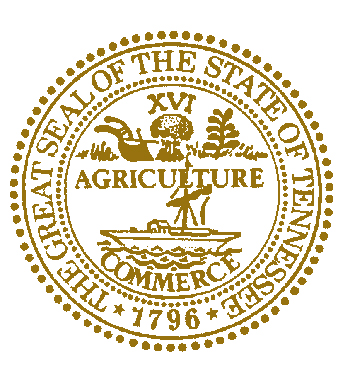 THE GREAT SEAL OF THE STATE OF TENNESSEE
XVI
AGRICULTURE
COMMERCE
1796